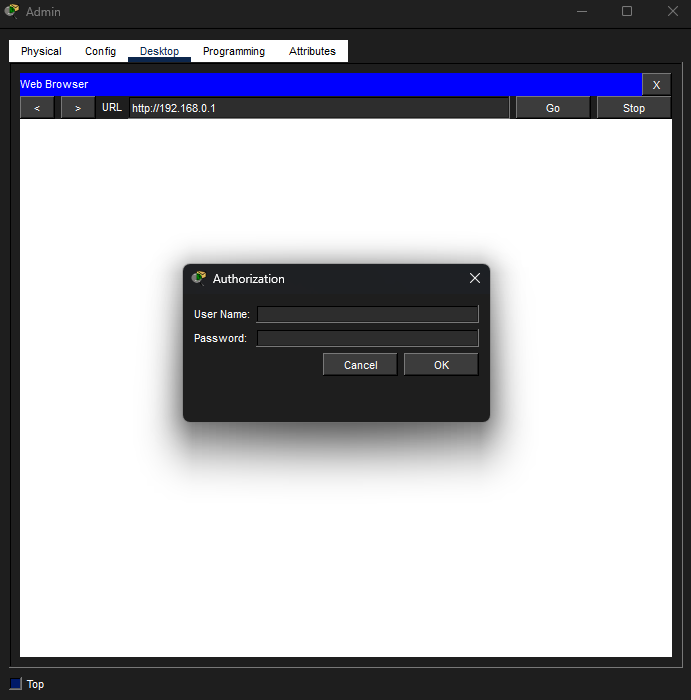 Admin
Physical Config Desktop Programming Attributes
Web Browser X
< > URL http://192.168.0.1 Go Stop
Authorization
User Name:
Password:
Cancel OK
Top